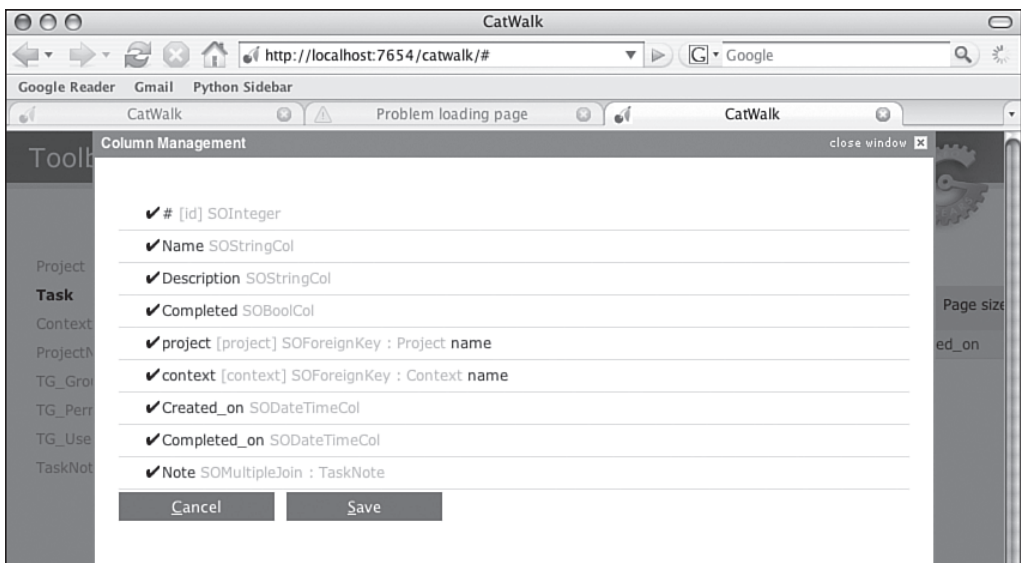 CatWalk
http://localhost:7654/catwalk/#
G Google
Google Reader Gmail Python Sidebar
CatWalk Problem loading page CatWalk
Toolb
Column Management close window
# [id] SOInteger
Name SOStringCol
Description SOStringCol
Completed SOBoolCol
project [project] SOForeignKey : Project name
context [context] SOForeignKey : Context name
Created_on SODateTimeCol
Completed_on SODateTimeCol
Note SOMultipleJoin : TaskNote
Cancel Save
Project
Task
Context
ProjectN
TG_Grou
TG_Perr
TG_Use
TaskNot
Page size
ed_on